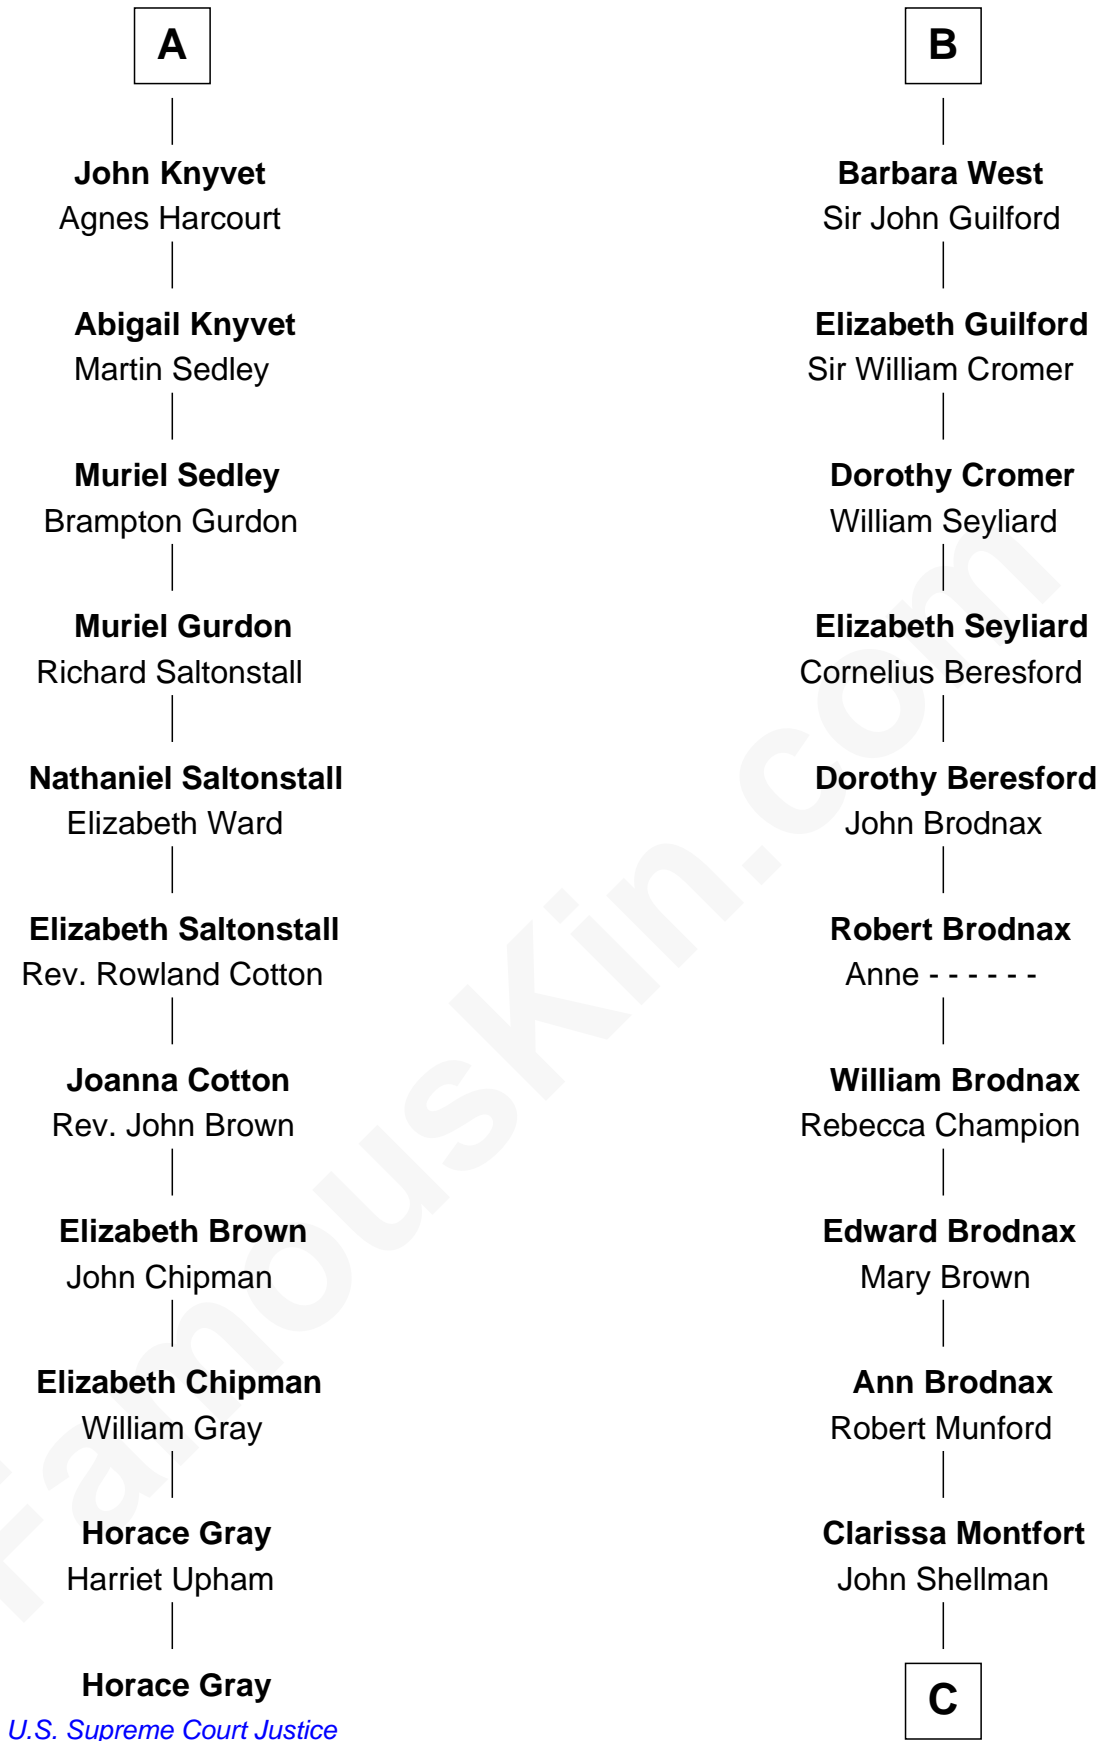 A
John Knyvet
Agnes Harcourt
Abigail Knyvet
Martin Sedley
Muriel Sedley
Brampton Gurdon
Muriel Gurdon
Richard Saltonstall
Nathaniel Saltonstall
Elizabeth Ward
Elizabeth Saltonstall
Rev. Rowland Cotton
Joanna Cotton
Rev. John Brown
Elizabeth Brown
John Chipman
Elizabeth Chipman
William Gray
Horace Gray
Harriet Upham
Horace Gray
U.S. Supreme Court Justice
B
Barbara West
Sir John Guilford
Elizabeth Guilford
Sir William Cromer
Dorothy Cromer
William Seyliard
Elizabeth Seyliard
Cornelius Beresford
Dorothy Beresford
John Brodnax
Robert Brodnax
Anne - - - - - -
William Brodnax
Rebecca Champion
Edward Brodnax
Mary Brown
Ann Brodnax
Robert Munford
Clarissa Montfort
John Shellman
C
FamousKin.com